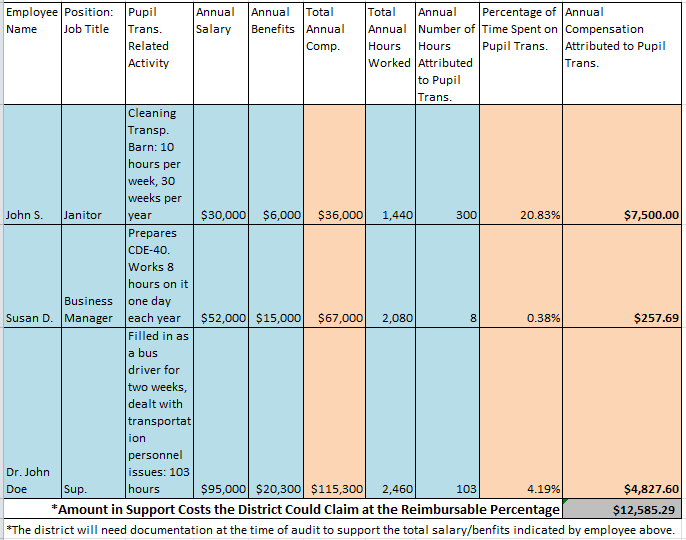 Employee Name | Position: Job Title | Pupil Trans. Related Activity | Annual Salary | Annual Benefits | Total Annual Comp. | Total Annual Hours Worked | Annual Number of Hours Attributed to Pupil Trans. | Percentage of Time Spent on Pupil Trans. | Annual Compensation Attributed to Pupil Trans.
John S. | Janitor | Cleaning Transp. Barn: 10 hours per week, 30 weeks per year | $30,000 | $6,000 | $36,000 | 1,440 | 300 | 20.83% | $7,500.00
Susan D. | Business Manager | Prepares CDE-40. Works 8 hours on it one day each year | $52,000 | $15,000 | $67,000 | 2,080 | 8 | 0.38% | $257.69
Dr. John Doe | Sup. | Filled in as a bus driver for two weeks, dealt with transportation personnel issues: 103 hours | $95,000 | $20,300 | $115,300 | 2,460 | 103 | 4.19% | $4,827.60
*Amount in Support Costs the District Could Claim at the Reimbursable Percentage | $12,585.29
*The district will need documentation at the time of audit to support the total salary/benfits indicated by employee above.